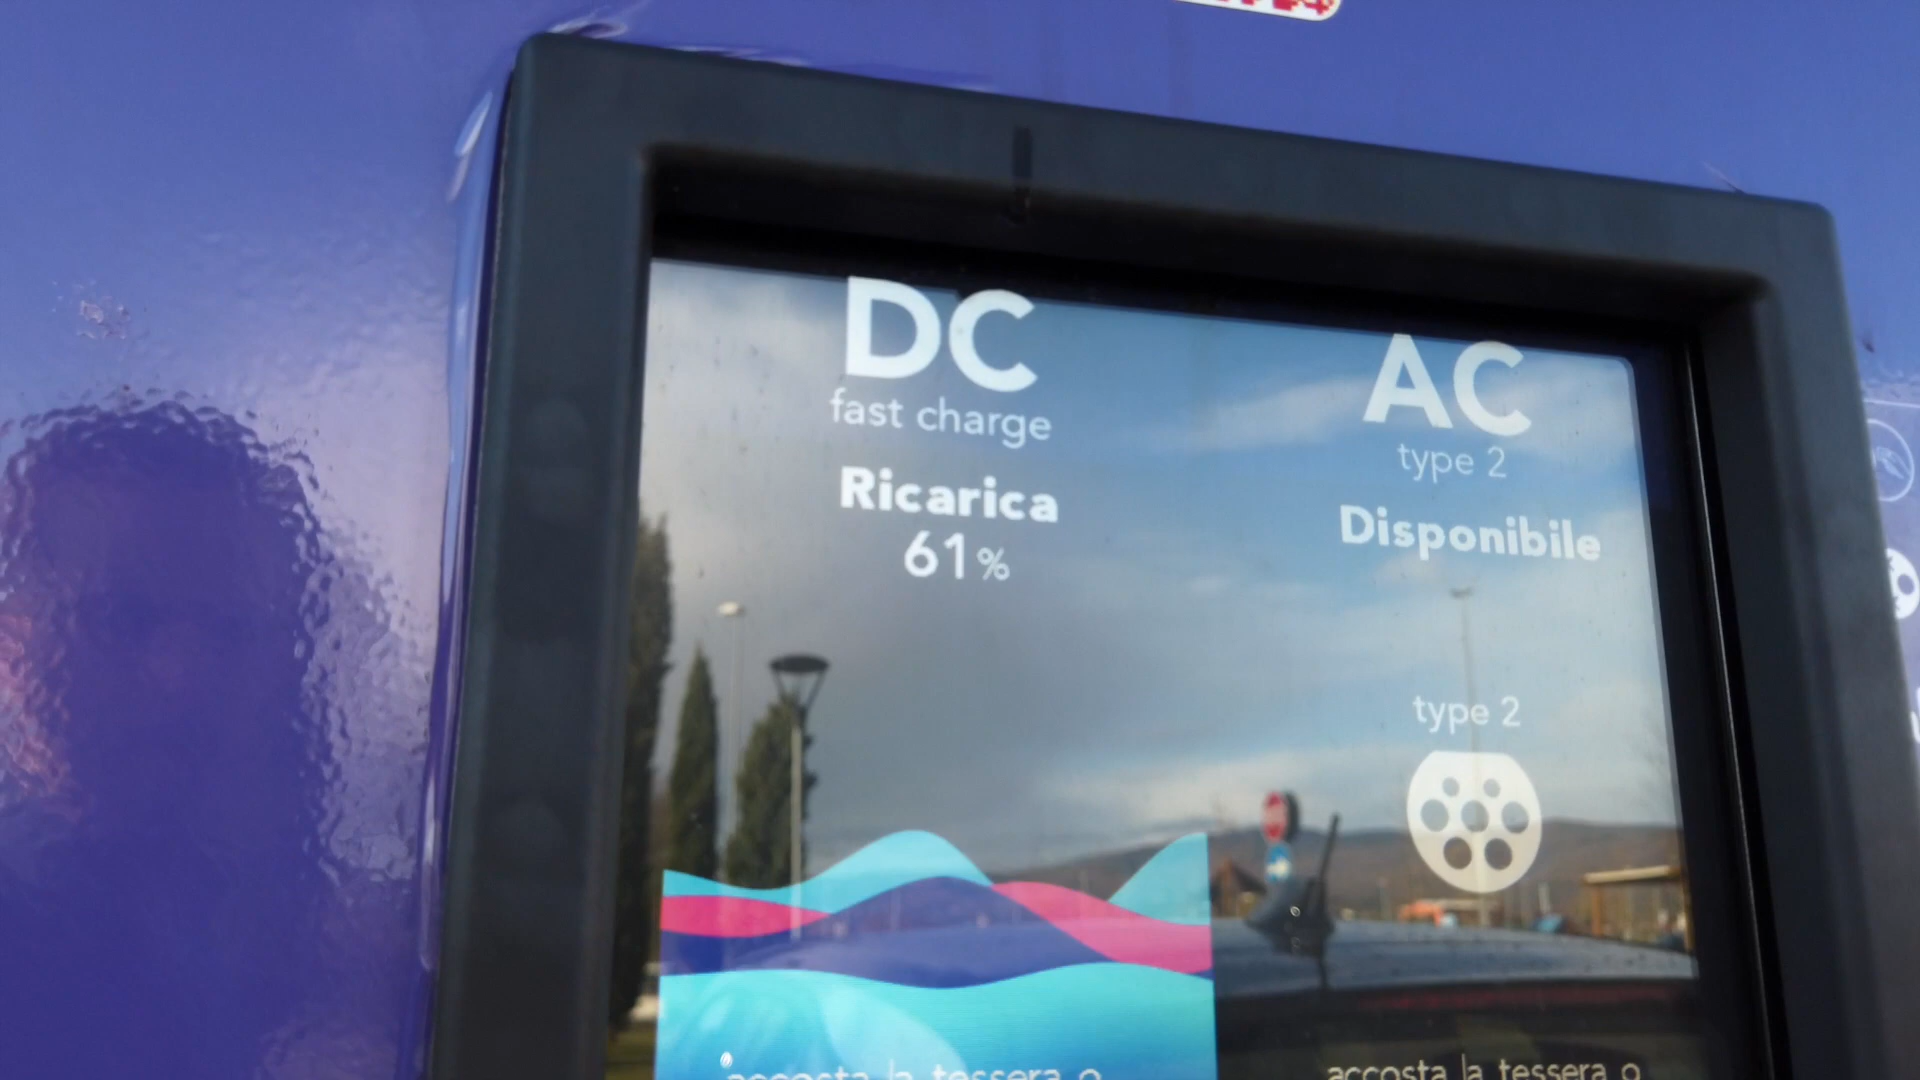 DC
fast charge
Ricarica
61%
AC
type 2
Disponibile
type 2
accosta la tessera o
accosta la tessera o